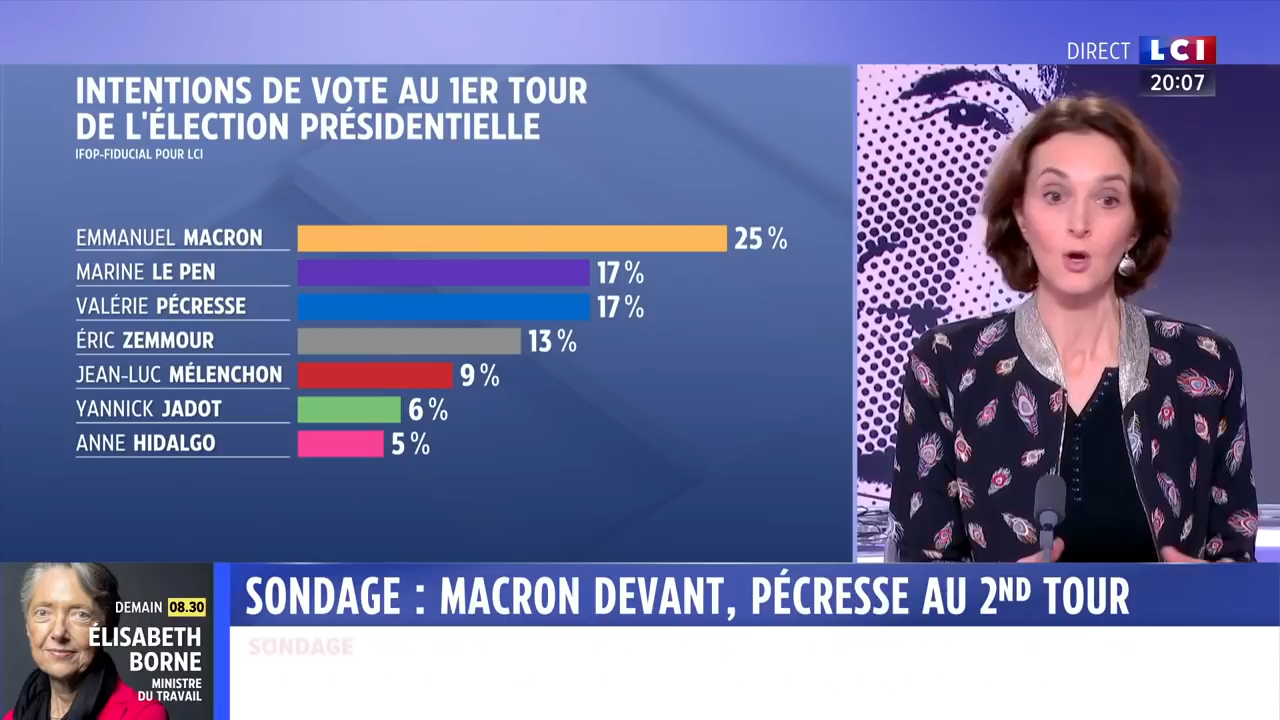 DIRECT LCI
20:07
INTENTIONS DE VOTE AU 1ER TOUR
DE L'ÉLECTION PRÉSIDENTIELLE
IFOP-FIDUCIAL POUR LCI
EMMANUEL MACRON 25 %
MARINE LE PEN 17 %
VALÉRIE PÉCRESSE 17 %
ÉRIC ZEMMOUR 13 %
JEAN-LUC MÉLENCHON 9 %
YANNICK JADOT 6 %
ANNE HIDALGO 5 %
DEMAIN 08.30
ÉLISABETH
BORNE
MINISTRE
DU TRAVAIL
SONDAGE : MACRON DEVANT, PÉCRESSE AU 2ND TOUR
SONDAGE